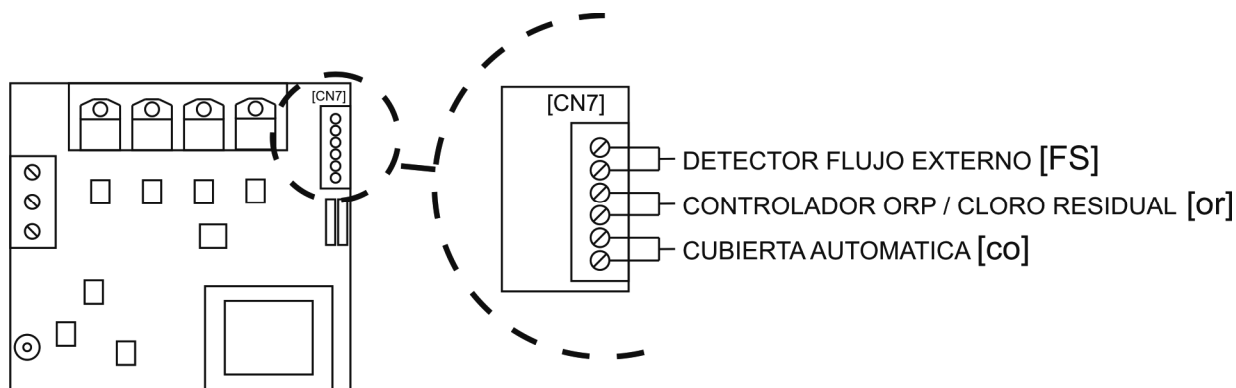 [CN7]
[CN7]
DETECTOR FLUJO EXTERNO [FS]
CONTROLADOR ORP / CLORO RESIDUAL [or]
CUBIERTA AUTOMATICA [co]